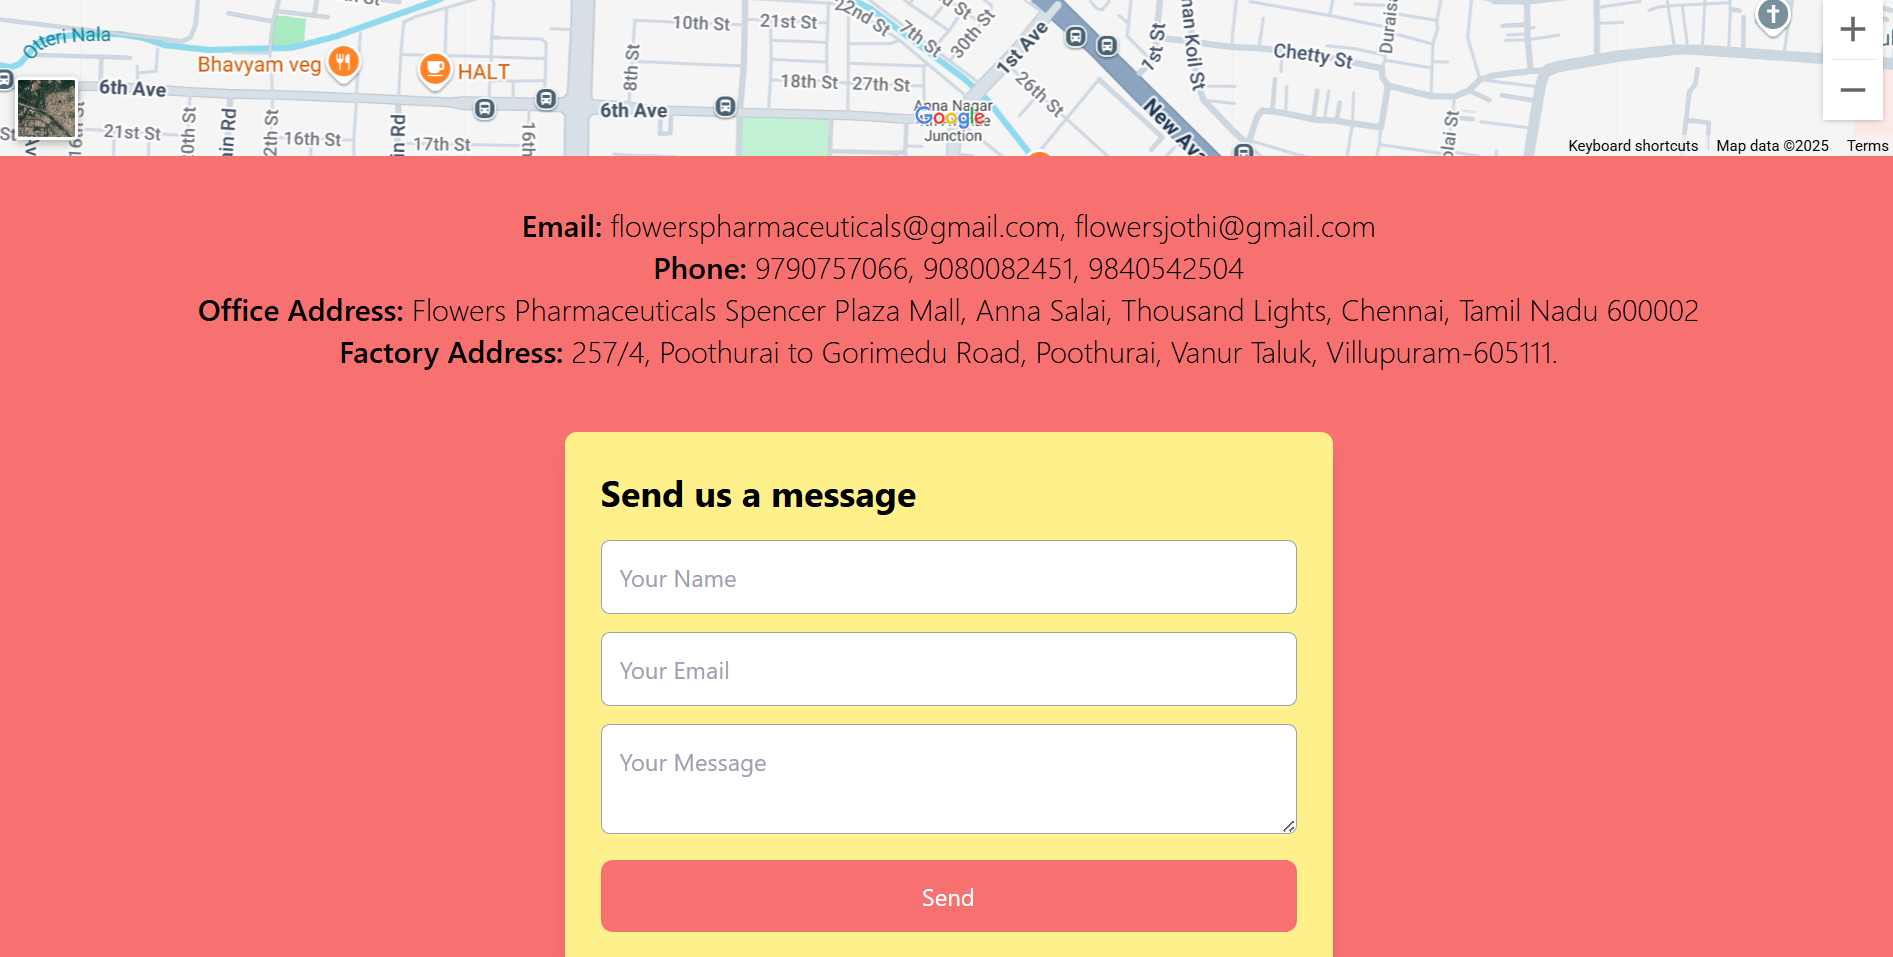 Otteri Nala
10th St
21st St
22nd St
7th St
30th St
1st Ave
1st St
Chetty St
Bhavyam veg
HALT
8th St
6th Ave
18th St
27th St
26th St
6th Ave
Anna Nagar
Google
Junction
New Ave
21st St
20th St
16th St
17th St
Keyboard shortcuts
Map data ©2025
Terms
Email: flowerspharmaceuticals@gmail.com, flowersjothi@gmail.com
Phone: 9790757066, 9080082451, 9840542504
Office Address: Flowers Pharmaceuticals Spencer Plaza Mall, Anna Salai, Thousand Lights, Chennai, Tamil Nadu 600002
Factory Address: 257/4, Poothurai to Gorimedu Road, Poothurai, Vanur Taluk, Villupuram-605111.
Send us a message
Your Name
Your Email
Your Message
Send